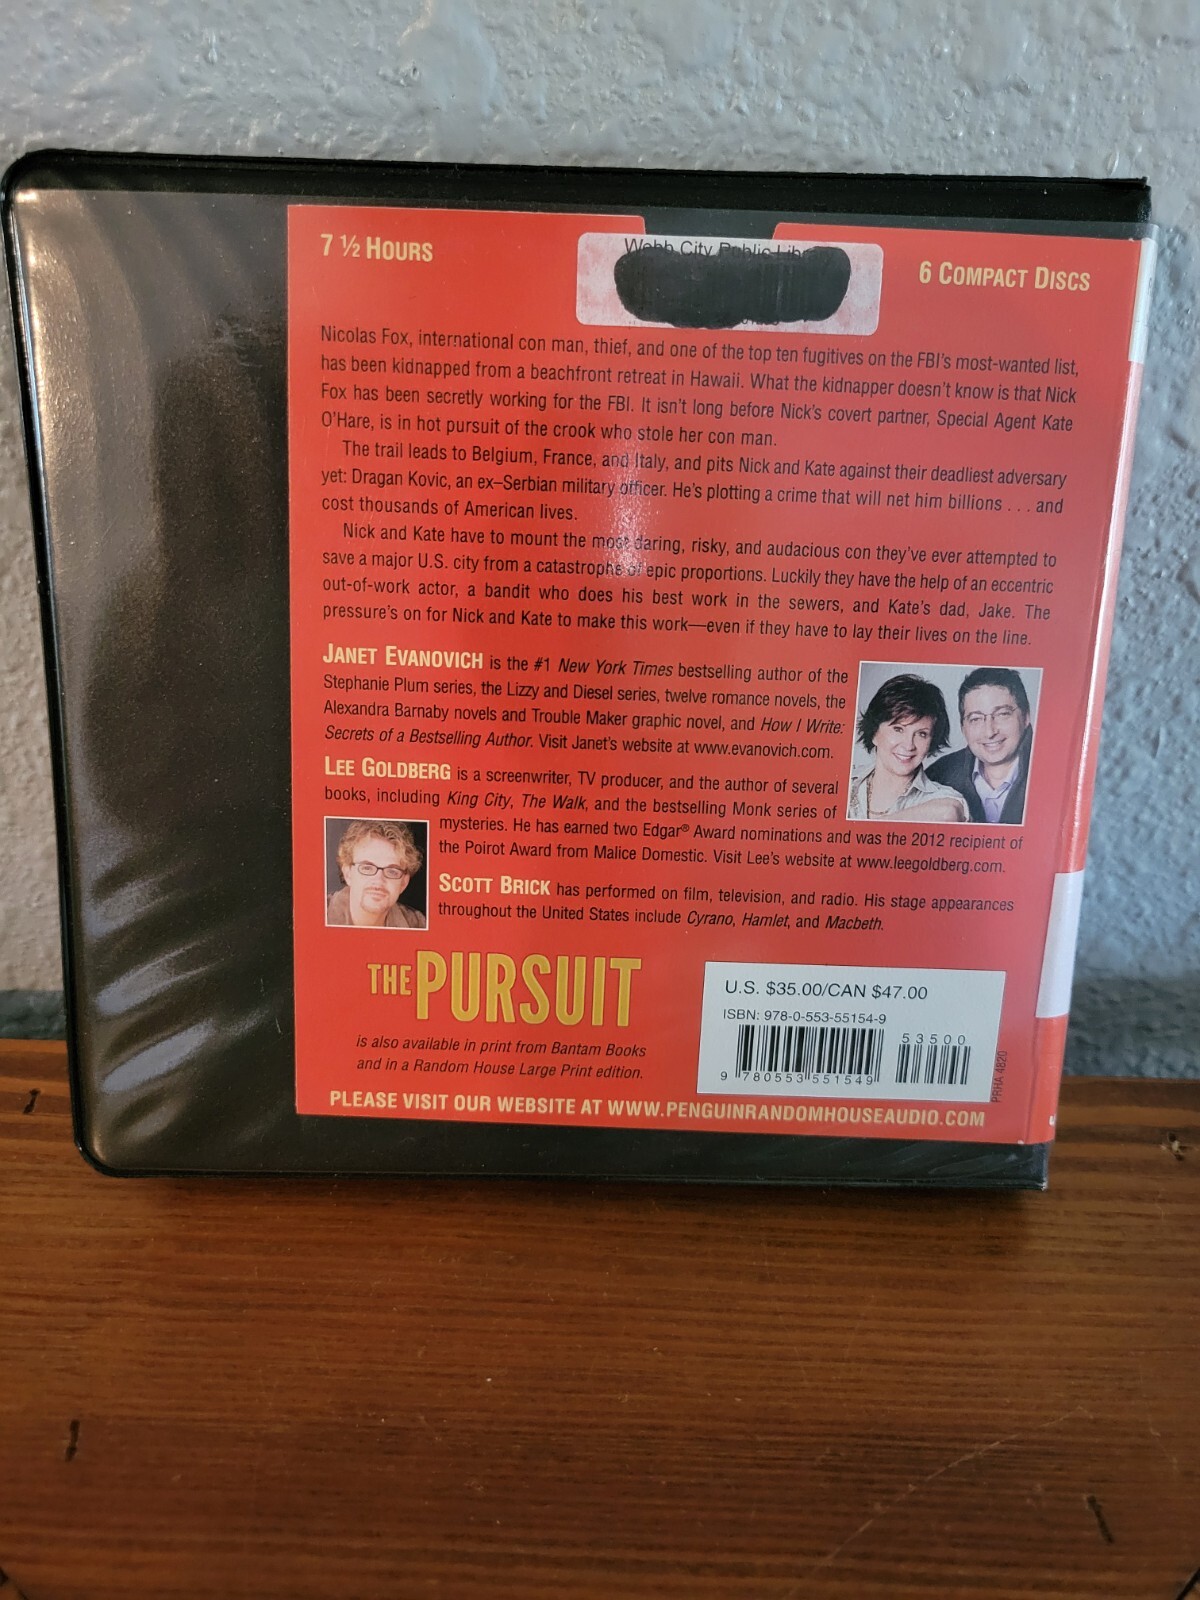 7 ½ HOURS
Webb City Public Lib
6 COMPACT DISCS
Nicolas Fox, international con man, thief, and one of the top ten fugitives on the FBI's most-wanted list,
has been kidnapped from a beachfront retreat in Hawaii. What the kidnapper doesn't know is that Nick
Fox has been secretly working for the FBI. It isn't long before Nick's covert partner, Special Agent Kate
O'Hare, is in hot pursuit of the crook who stole her con man.
The trail leads to Belgium, France, and Italy, and pits Nick and Kate against their deadliest adversary
yet: Dragan Kovic, an ex–Serbian military officer. He's plotting a crime that will net him billions . . . and
cost thousands of American lives.
Nick and Kate have to mount the most daring, risky, and audacious con they've ever attempted to
save a major U.S. city from a catastrophe of epic proportions. Luckily they have the help of an eccentric
out-of-work actor, a bandit who does his best work in the sewers, and Kate's dad, Jake. The
pressure's on for Nick and Kate to make this work—even if they have to lay their lives on the line.
JANET EVANOVICH is the #1 New York Times bestselling author of the
Stephanie Plum series, the Lizzy and Diesel series, twelve romance novels, the
Alexandra Barnaby novels and Trouble Maker graphic novel, and How I Write:
Secrets of a Bestselling Author. Visit Janet's website at www.evanovich.com.
LEE GOLDBERG is a screenwriter, TV producer, and the author of several
books, including King City, The Walk, and the bestselling Monk series of
mysteries. He has earned two Edgar® Award nominations and was the 2012 recipient of
the Poirot Award from Malice Domestic. Visit Lee's website at www.leegoldberg.com.
SCOTT BRICK has performed on film, television, and radio. His stage appearances
throughout the United States include Cyrano, Hamlet, and Macbeth.
THE PURSUIT
is also available in print from Bantam Books
and in a Random House Large Print edition.
U.S. $35.00/CAN $47.00
ISBN: 978-0-553-55154-9
53500
9 780553 551549
PRHA 4820
PLEASE VISIT OUR WEBSITE AT WWW.PENGUINRANDOMHOUSEAUDIO.COM